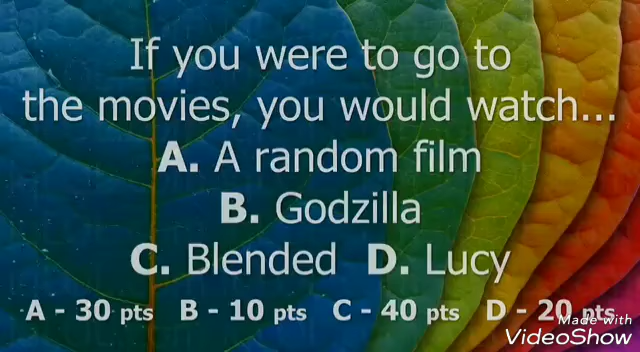 If you were to go to
the movies, you would watch...
A. A random film
B. Godzilla
C. Blended D. Lucy
A - 30 pts B - 10 pts C - 40 pts D - 20 pts
Made with
VideoShow